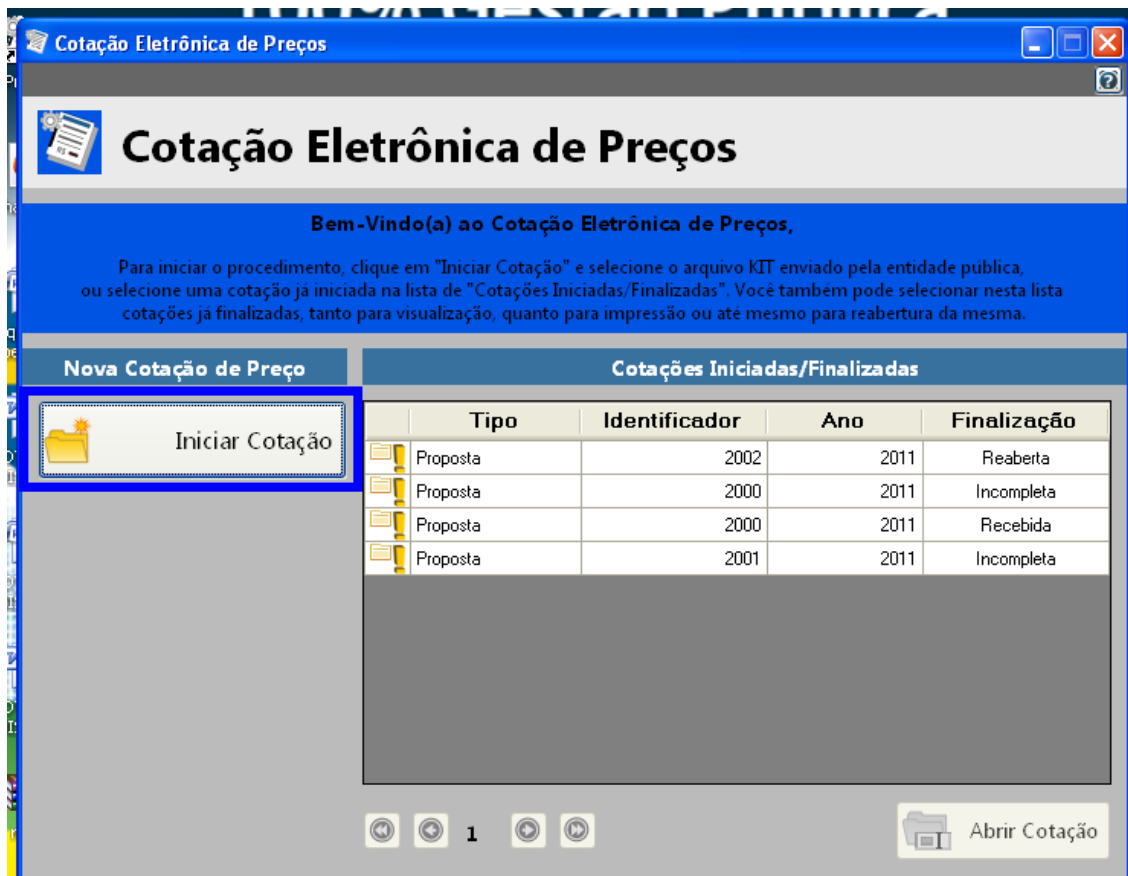 100% Gestão Pública
Cotação Eletrônica de Preços
Cotação Eletrônica de Preços
Bem-Vindo(a) ao Cotação Eletrônica de Preços,
Para iniciar o procedimento, clique em "Iniciar Cotação" e selecione o arquivo KIT enviado pela entidade pública,
ou selecione uma cotação já iniciada na lista de "Cotações Iniciadas/Finalizadas". Você também pode selecionar nesta lista
cotações já finalizadas, tanto para visualização, quanto para impressão ou até mesmo para reabertura da mesma.
Nova Cotação de Preço
Cotações Iniciadas/Finalizadas
Iniciar Cotação
Tipo Identificador Ano Finalização
Proposta 2002 2011 Reaberta
Proposta 2000 2011 Incompleta
Proposta 2000 2011 Recebida
Proposta 2001 2011 Incompleta
1
Abrir Cotação